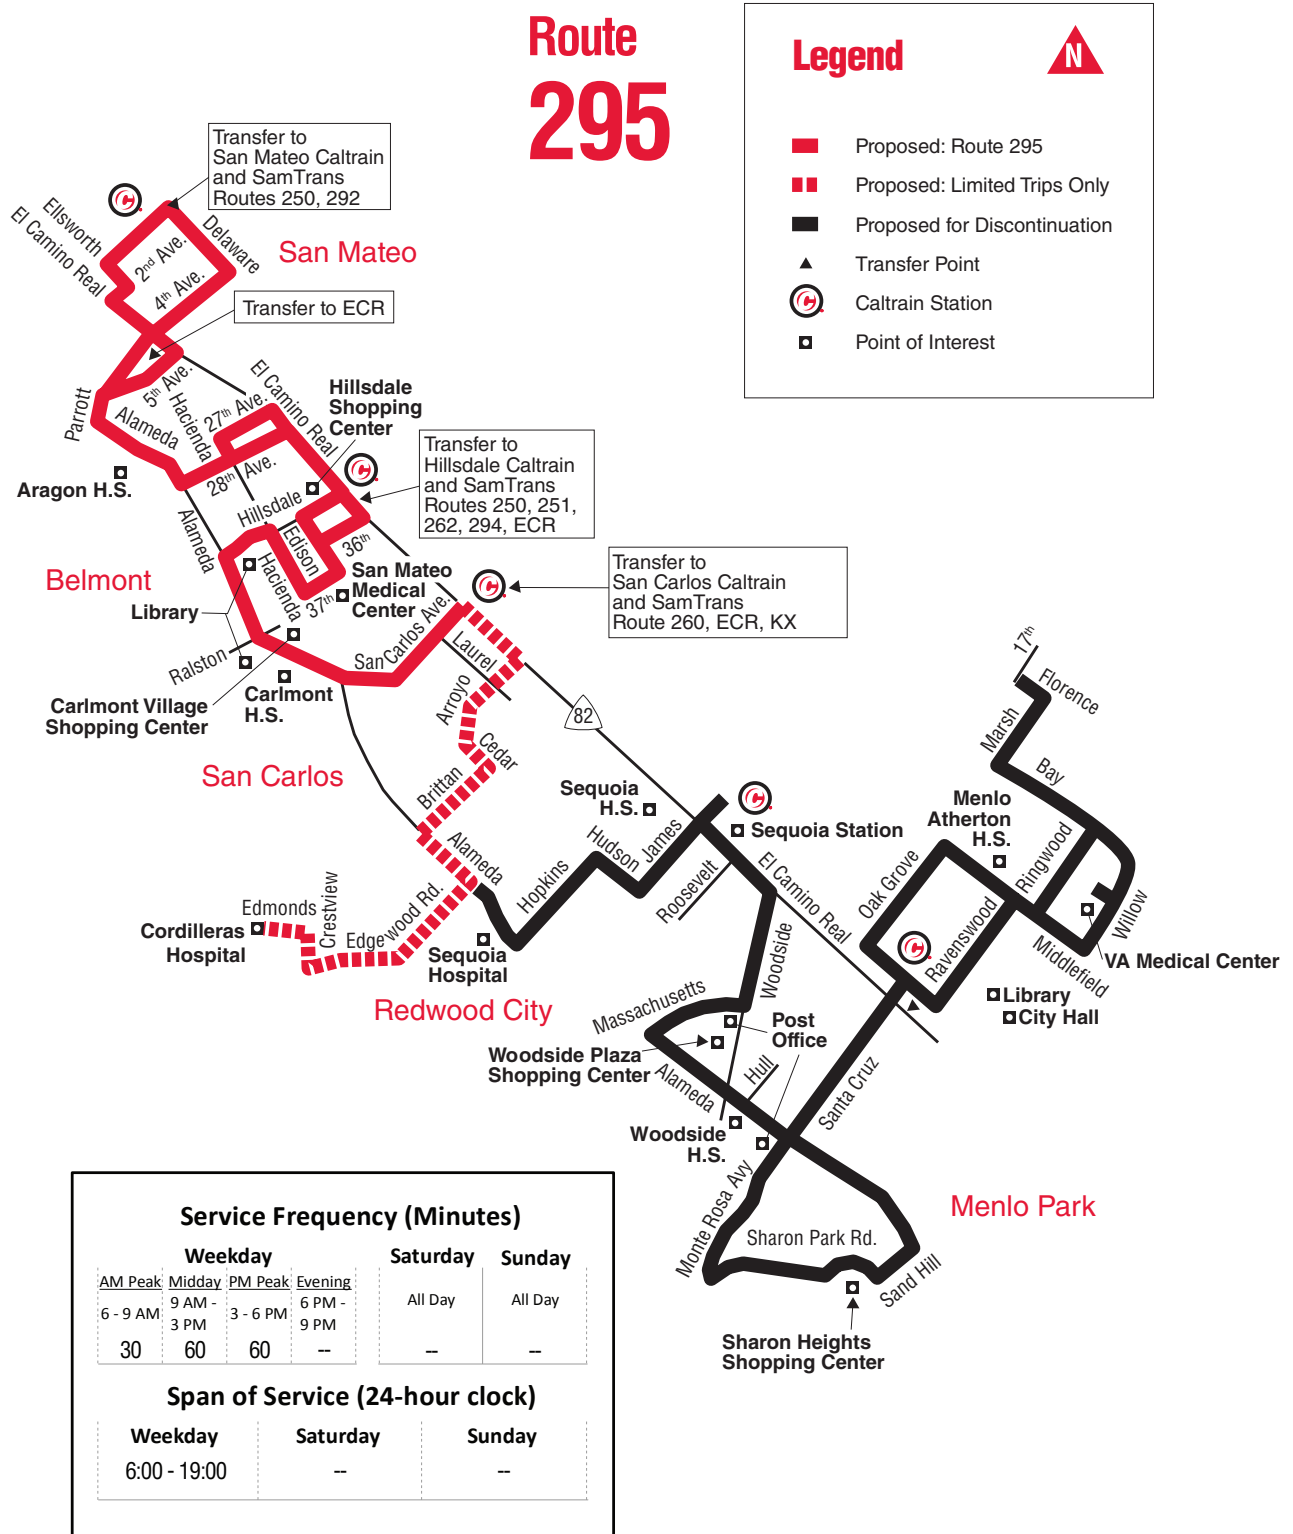 Route
295
Legend
N
Proposed: Route 295
Proposed: Limited Trips Only
Proposed for Discontinuation
Transfer Point
Caltrain Station
Point of Interest
Transfer to
San Mateo Caltrain
and SamTrans
Routes 250, 292
Ellsworth
El Camino Real
2nd Ave.
4th Ave.
Delaware
San Mateo
Transfer to ECR
5th Ave.
Parrott
Alameda
Hacienda
27th Ave.
El Camino Real
Hillsdale
Shopping
Center
28th Ave.
Aragon H.S.
Transfer to
Hillsdale Caltrain
and SamTrans
Routes 250, 251,
262, 294, ECR
Alameda
Hillsdale
Edison
36th
Hacienda
37th
San Mateo
Medical
Center
Belmont
Library
Transfer to
San Carlos Caltrain
and SamTrans
Route 260, ECR, KX
Ralston
San Carlos Ave.
Laurel
Carlmont
H.S.
Carlmont Village
Shopping Center
Arroyo
Cedar
82
San Carlos
Brittan
Alameda
17th
Florence
Marsh
Bay
Sequoia
H.S.
Sequoia Station
Hopkins
Hudson
James
Roosevelt
El Camino Real
Menlo
Atherton
H.S.
Oak Grove
Ringwood
Ravenswood
Willow
Middlefield
VA Medical Center
Library
City Hall
Edmonds
Crestview
Edgewood Rd.
Cordilleras
Hospital
Sequoia
Hospital
Redwood City
Woodside
Massachusetts
Post
Office
Woodside Plaza
Shopping Center
Alameda
Hull
Santa Cruz
Woodside
H.S.
Monte Rosa Avy
Menlo Park
Sharon Park Rd.
Sand Hill
Sharon Heights
Shopping Center
Service Frequency (Minutes)
Weekday Saturday Sunday
AM Peak Midday PM Peak Evening
6 - 9 AM 9 AM - 3 PM 3 - 6 PM 6 PM - 9 PM All Day All Day
30 60 60 -- -- --
Span of Service (24-hour clock)
Weekday Saturday Sunday
6:00 - 19:00 -- --